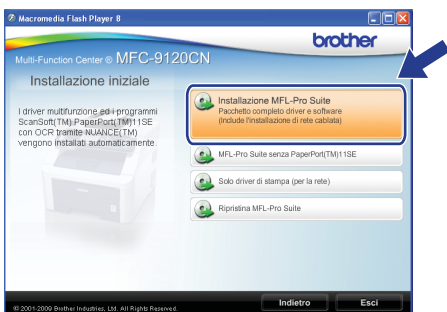 Macromedia Flash Player 8
brother
Multi-Function Center ® MFC-9120CN
Installazione iniziale
I driver multifunzione ed i programmi
ScanSoft(TM) PaperPort(TM)11SE
con OCR tramite NUANCE(TM)
vengono installati automaticamente.
Installazione MFL-Pro Suite
Pacchetto completo driver e software
(Include l'installazione di rete cablata)
MFL-Pro Suite senza PaperPort(TM)11SE
Solo driver di stampa (per la rete)
Ripristina MFL-Pro Suite
© 2001-2009 Brother Industries, Ltd. All Rights Reserved.
Indietro
Esci